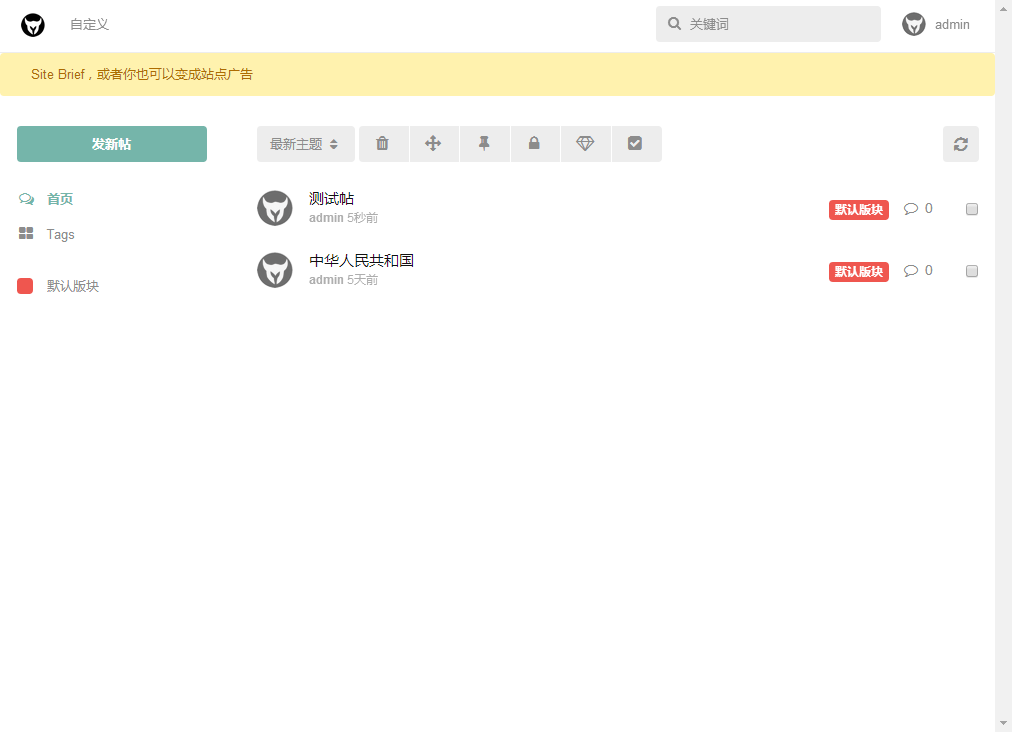 自定义
关键词
admin
Site Brief , 或者你也可以变成站点广告
发新帖
最新主题
首页
Tags
默认版块
测试帖
admin 5秒前
默认版块
0
中华人民共和国
admin 5天前
默认版块
0